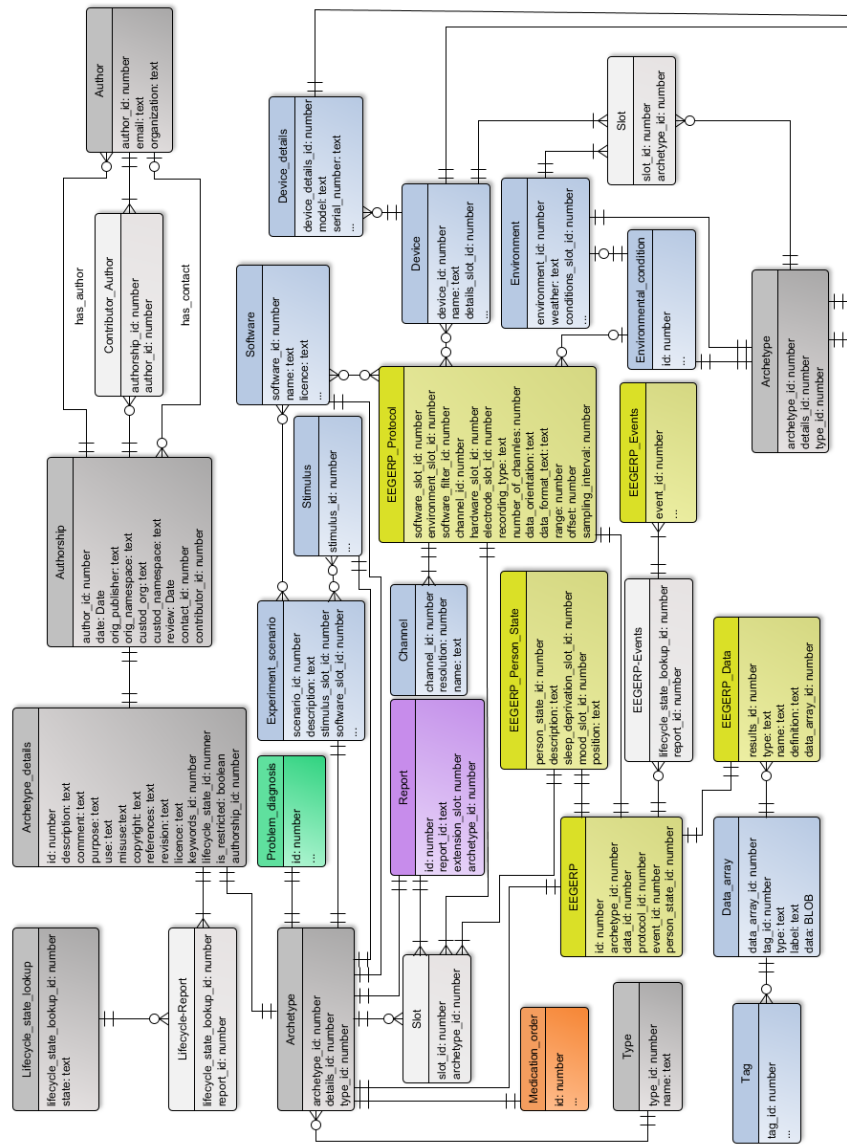 Lifecycle_state_lookup
lifecycle_state_lookup_id: number
state: text
Lifecycle-Report
lifecycle_state_lookup_id: number
report_id: number
Archetype_details
id: number
description: text
comment: text
purpose: text
use: text
misuse:text
copyright: text
references: text
revision: text
licence: text
keywords_id: number
lifecycle_state_id: numner
is_restricted: boolean
authorship_id: number
Authorship
author_id: number
date: Date
orig_publisher: text
orig_namespace: text
custod_org: text
custod_namespace: text
review: Date
contact_id: number
contributor_id: number
has_author
Contributor_Author
authorship_id: number
author_id: number
has_contact
Author
author_id: number
email: text
organization: text
Archetype
archetype_id: number
details_id: number
type_id: number
Problem_diagnosis
id: number
...
Experiment_scenario
scenario_id: number
description: text
stimulus_slot_id: number
software_slot_id: number
Stimulus
stimulus_id: number
...
Software
software_id: number
name: text
licence: text
...
Device_details
device_details_id: number
model: text
serial_number: text
...
Slot
slot_id: number
archetype_id: number
Report
id: number
report_id: text
extension_slot: number
archetype_id: number
Channel
channel_id: number
resolution: number
name: text
EEGERP_Protocol
software_slot_id: number
environment_slot_id: number
software_filter_id: number
channel_id: number
hardware_slot_id: number
electrode_slot_id: number
recording_type: text
number_of_channles: number
data_orientation: text
data_format_text: text
range: number
offset: number
sampling_interval: number
Device
device_id: number
name: text
details_slot_id: number
...
Medication_order
id: number
...
EEGERP_Person_State
person_state_id: number
description: text
sleep_deprivation_slot_id: number
mood_slot_id: number
position: text
Environment
environment_id: number
weather: text
conditions_slot_id: number
...
Slot
slot_id: number
archetype_id: number
Type
type_id: number
name: text
EEGERP
id: number
archetype_id: number
data_id: number
protocol_id: number
event_id: number
person_state_id: number
EEGERP-Events
lifecycle_state_lookup_id: number
report_id: number
EEGERP_Events
event_id: number
...
Environmental_condition
id: number
...
Tag
tag_id: number
...
Data_array
data_array_id: number
tag_id: number
type: text
label: text
data: BLOB
EEGERP_Data
results_id: number
type: text
name: text
definition: text
data_array_id: number
Archetype
archetype_id: number
details_id: number
type_id: number